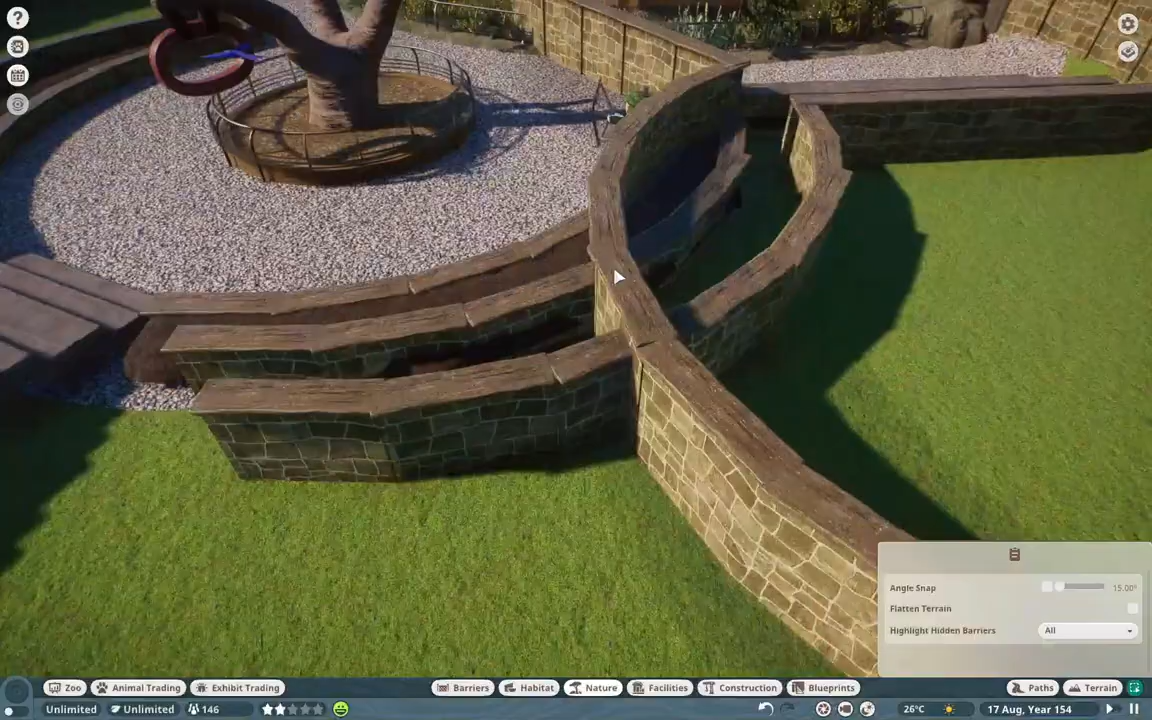 ?
Angle Snap 15.00°
Flatten Terrain
Highlight Hidden Barriers All
Zoo Animal Trading Exhibit Trading Barriers Habitat Nature Facilities Construction Blueprints Paths Terrain
Unlimited Unlimited 146 26°C 17 Aug, Year 154